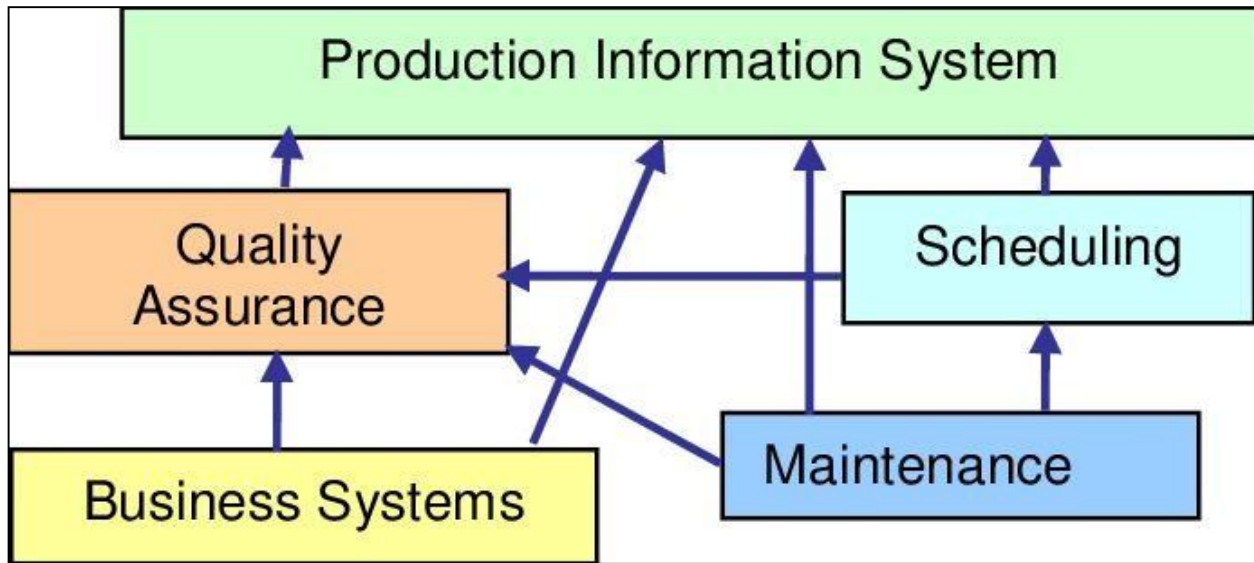 Production Information System
Quality
Assurance
Scheduling
Business Systems
Maintenance